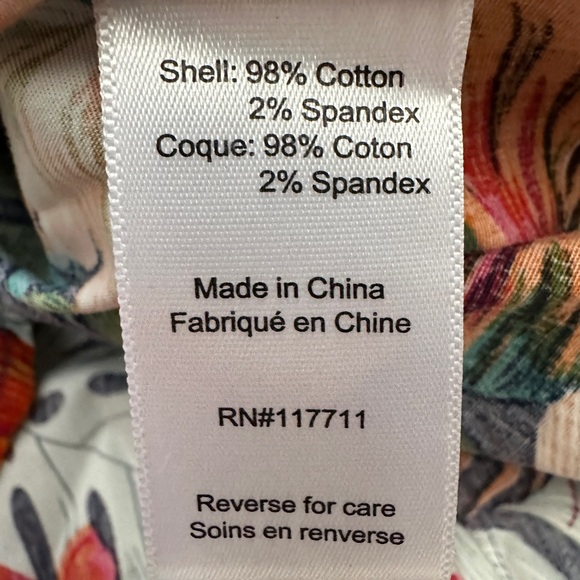 Shell: 98% Cotton
2% Spandex
Coque: 98% Coton
2% Spandex
Made in China
Fabriqué en Chine
RN#117711
Reverse for care
Soins en renverse